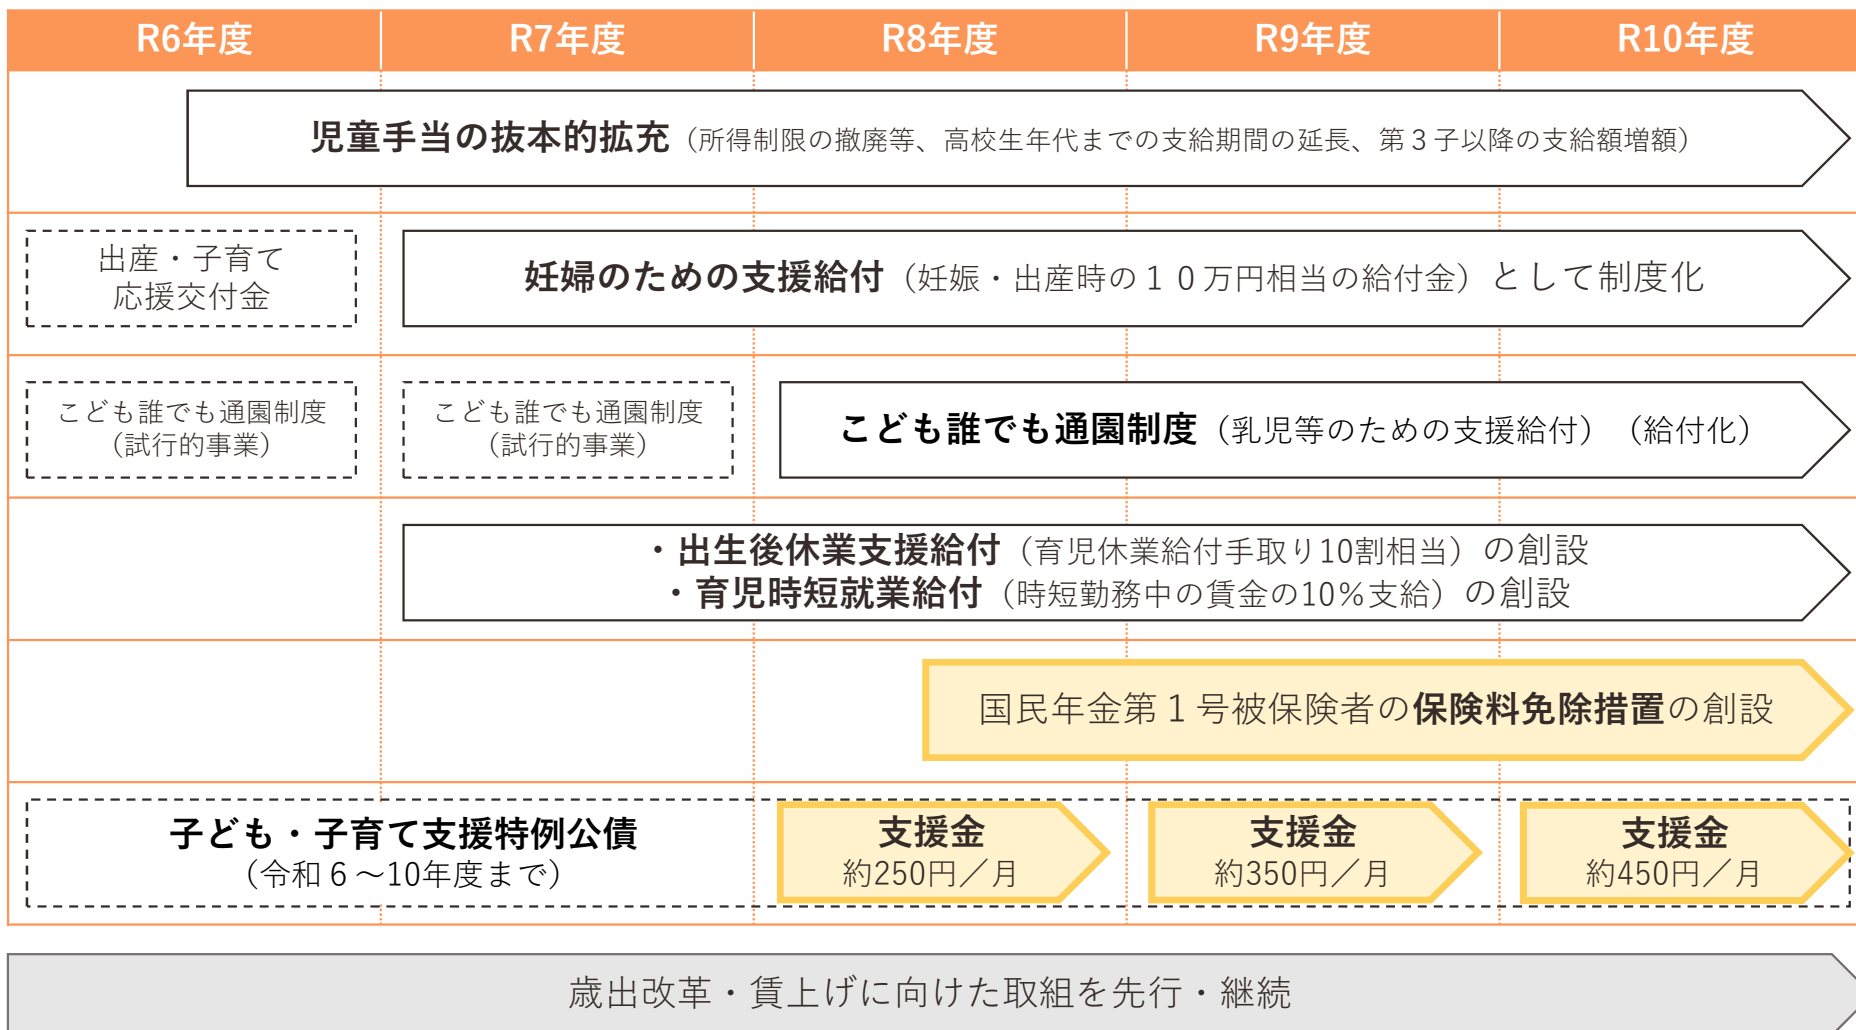 R6年度 R7年度 R8年度 R9年度 R10年度
児童手当の抜本的拡充（所得制限の撤廃等、高校生年代までの支給期間の延長、第３子以降の支給額増額）
出産・子育て
応援交付金
妊婦のための支援給付（妊娠・出産時の１０万円相当の給付金）として制度化
こども誰でも通園制度
(試行的事業)
こども誰でも通園制度
(試行的事業)
こども誰でも通園制度（乳児等のための支援給付）（給付化）
・出生後休業支援給付（育児休業給付手取り10割相当）の創設
・育児時短就業給付（時短勤務中の賃金の10%支給）の創設
国民年金第１号被保険者の保険料免除措置の創設
子ども・子育て支援特例公債
（令和６～10年度まで）
支援金
約250円／月
支援金
約350円／月
支援金
約450円／月
歳出改革・賃上げに向けた取組を先行・継続